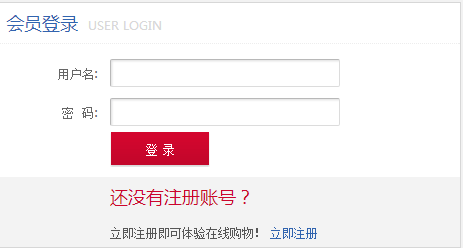 会员登录 USER LOGIN
用户名:
密 码:
登 录
还没有注册账号？
立即注册即可体验在线购物！ 立即注册